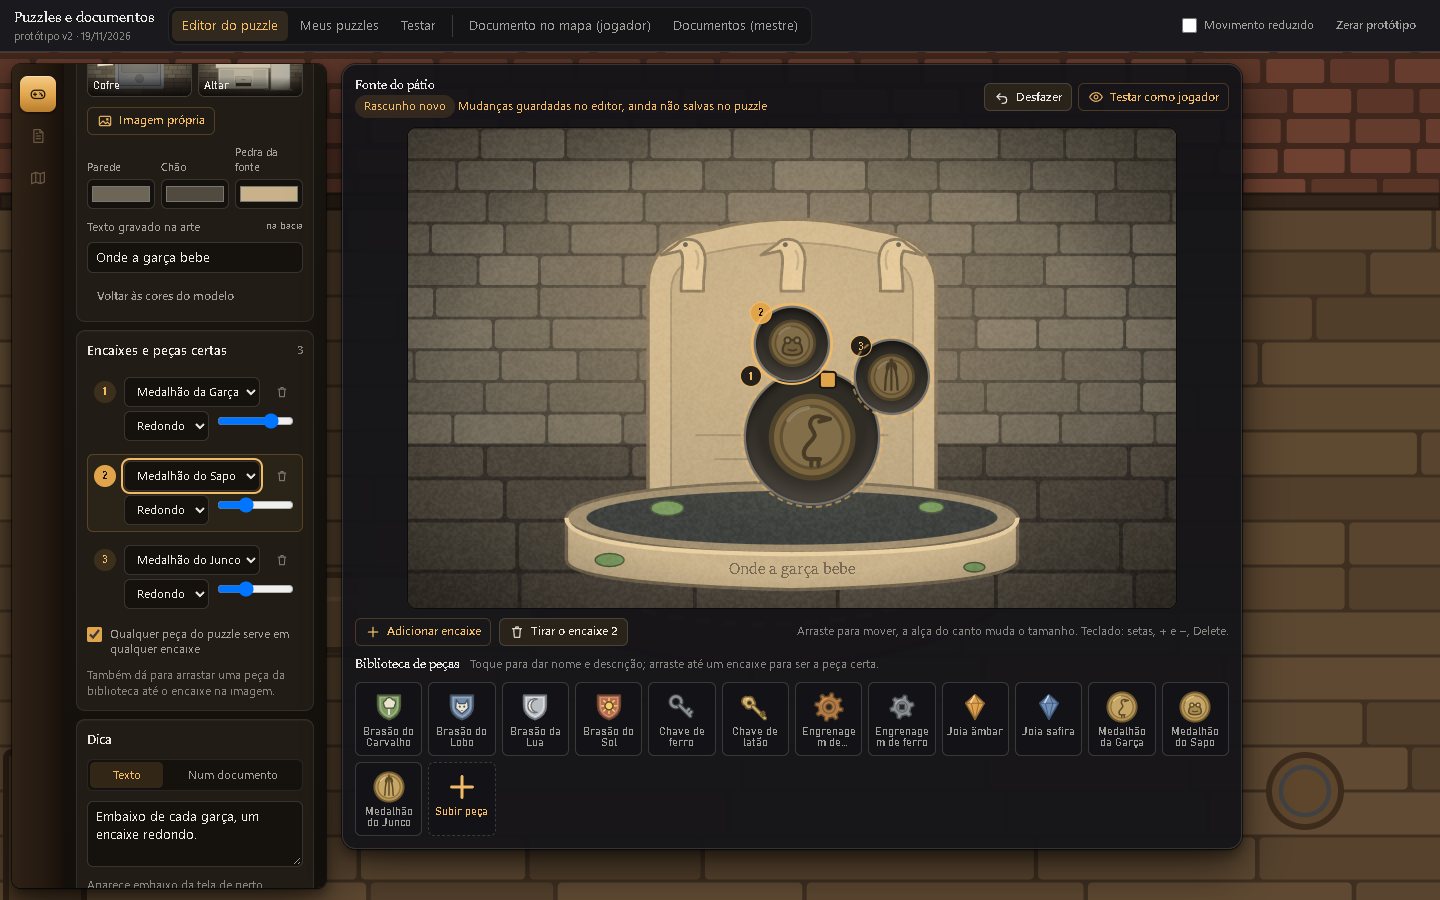 Puzzles e documentos
protótipo v2 · 19/11/2026
Editor do puzzle
Meus puzzles
Testar
Documento no mapa (jogador)
Documentos (mestre)
Movimento reduzido
Zerar protótipo
Cofre
Altar
Imagem própria
Parede
Chão
Pedra da
fonte
Texto gravado na arte
na bacia
Onde a garça bebe
Voltar às cores do modelo
Encaixes e peças certas
3
1
Medalhão da Garça
Redondo
2
Medalhão do Sapo
Redondo
3
Medalhão do Junco
Redondo
Qualquer peça do puzzle serve em
qualquer encaixe
Também dá para arrastar uma peça da
biblioteca até o encaixe na imagem.
Dica
Texto
Num documento
Embaixo de cada garça, um
encaixe redondo.
Aparece embaixo da tela de perto
Fonte do pátio
Rascunho novo
Mudanças guardadas no editor, ainda não salvas no puzzle
Desfazer
Testar como jogador
2
3
1
Onde a garça bebe
Adicionar encaixe
Tirar o encaixe 2
Arraste para mover, a alça do canto muda o tamanho. Teclado: setas, + e −, Delete.
Biblioteca de peças
Toque para dar nome e descrição; arraste até um encaixe para ser a peça certa.
Brasão do
Carvalho
Brasão do
Lobo
Brasão da
Lua
Brasão do
Sol
Chave de
ferro
Chave de
latão
Engrenage
m de…
Engrenage
m de ferro
Joia âmbar
Joia safira
Medalhão
da Garça
Medalhão
do Sapo
Medalhão
do Junco
Subir peça